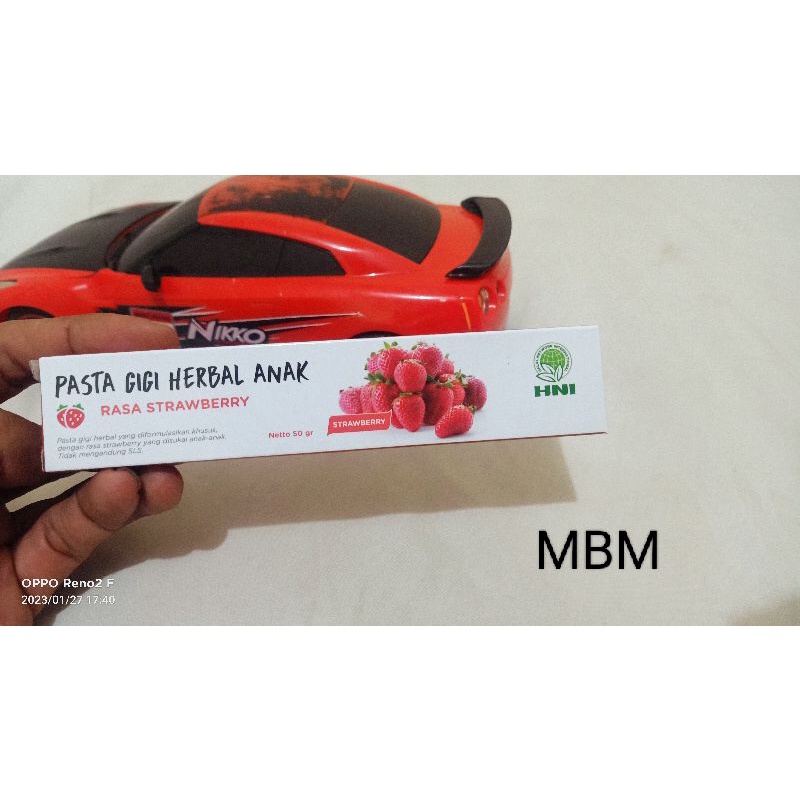 NIKKO
PASTA GIGI HERBAL ANAK
RASA STRAWBERRY
Pasta gigi herbal yang diformulasikan khusus,
dengan rasa strawberry yang disukai anak-anak.
Tidak mengandung SLS.
Netto 50 gr
STRAWBERRY
HNI
MBM
OPPO Reno2 F
2023/01/27 17:40